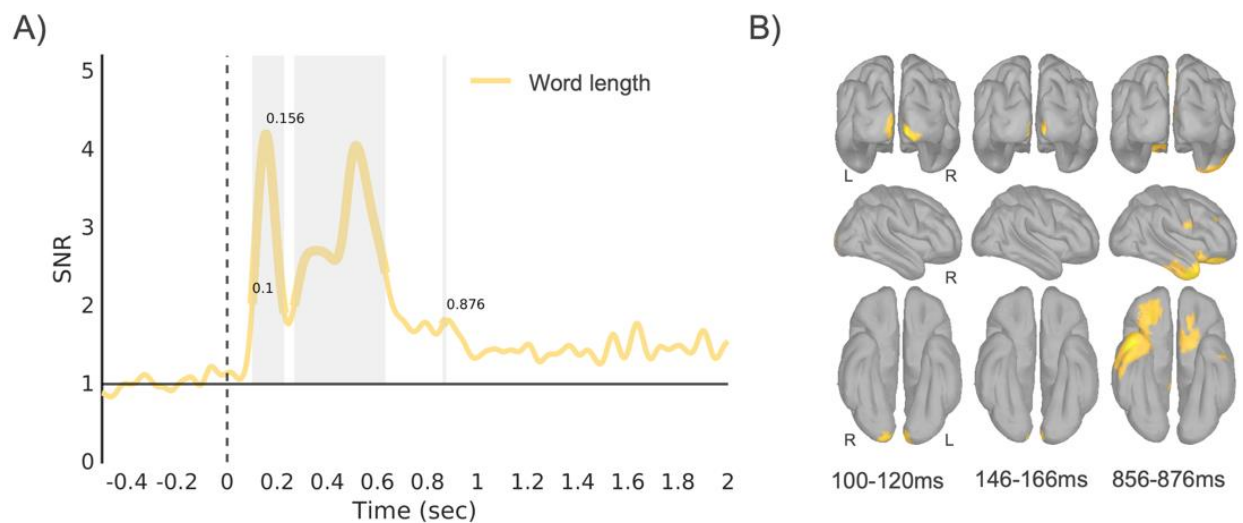 A)
B)
5
4
3
2
1
0
SNR
Word length
0.156
0.1
0.876
-0.4 -0.2 0 0.2 0.4 0.6 0.8 1 1.2 1.4 1.6 1.8 2
Time (sec)
L R
R
R L
100-120ms 146-166ms 856-876ms